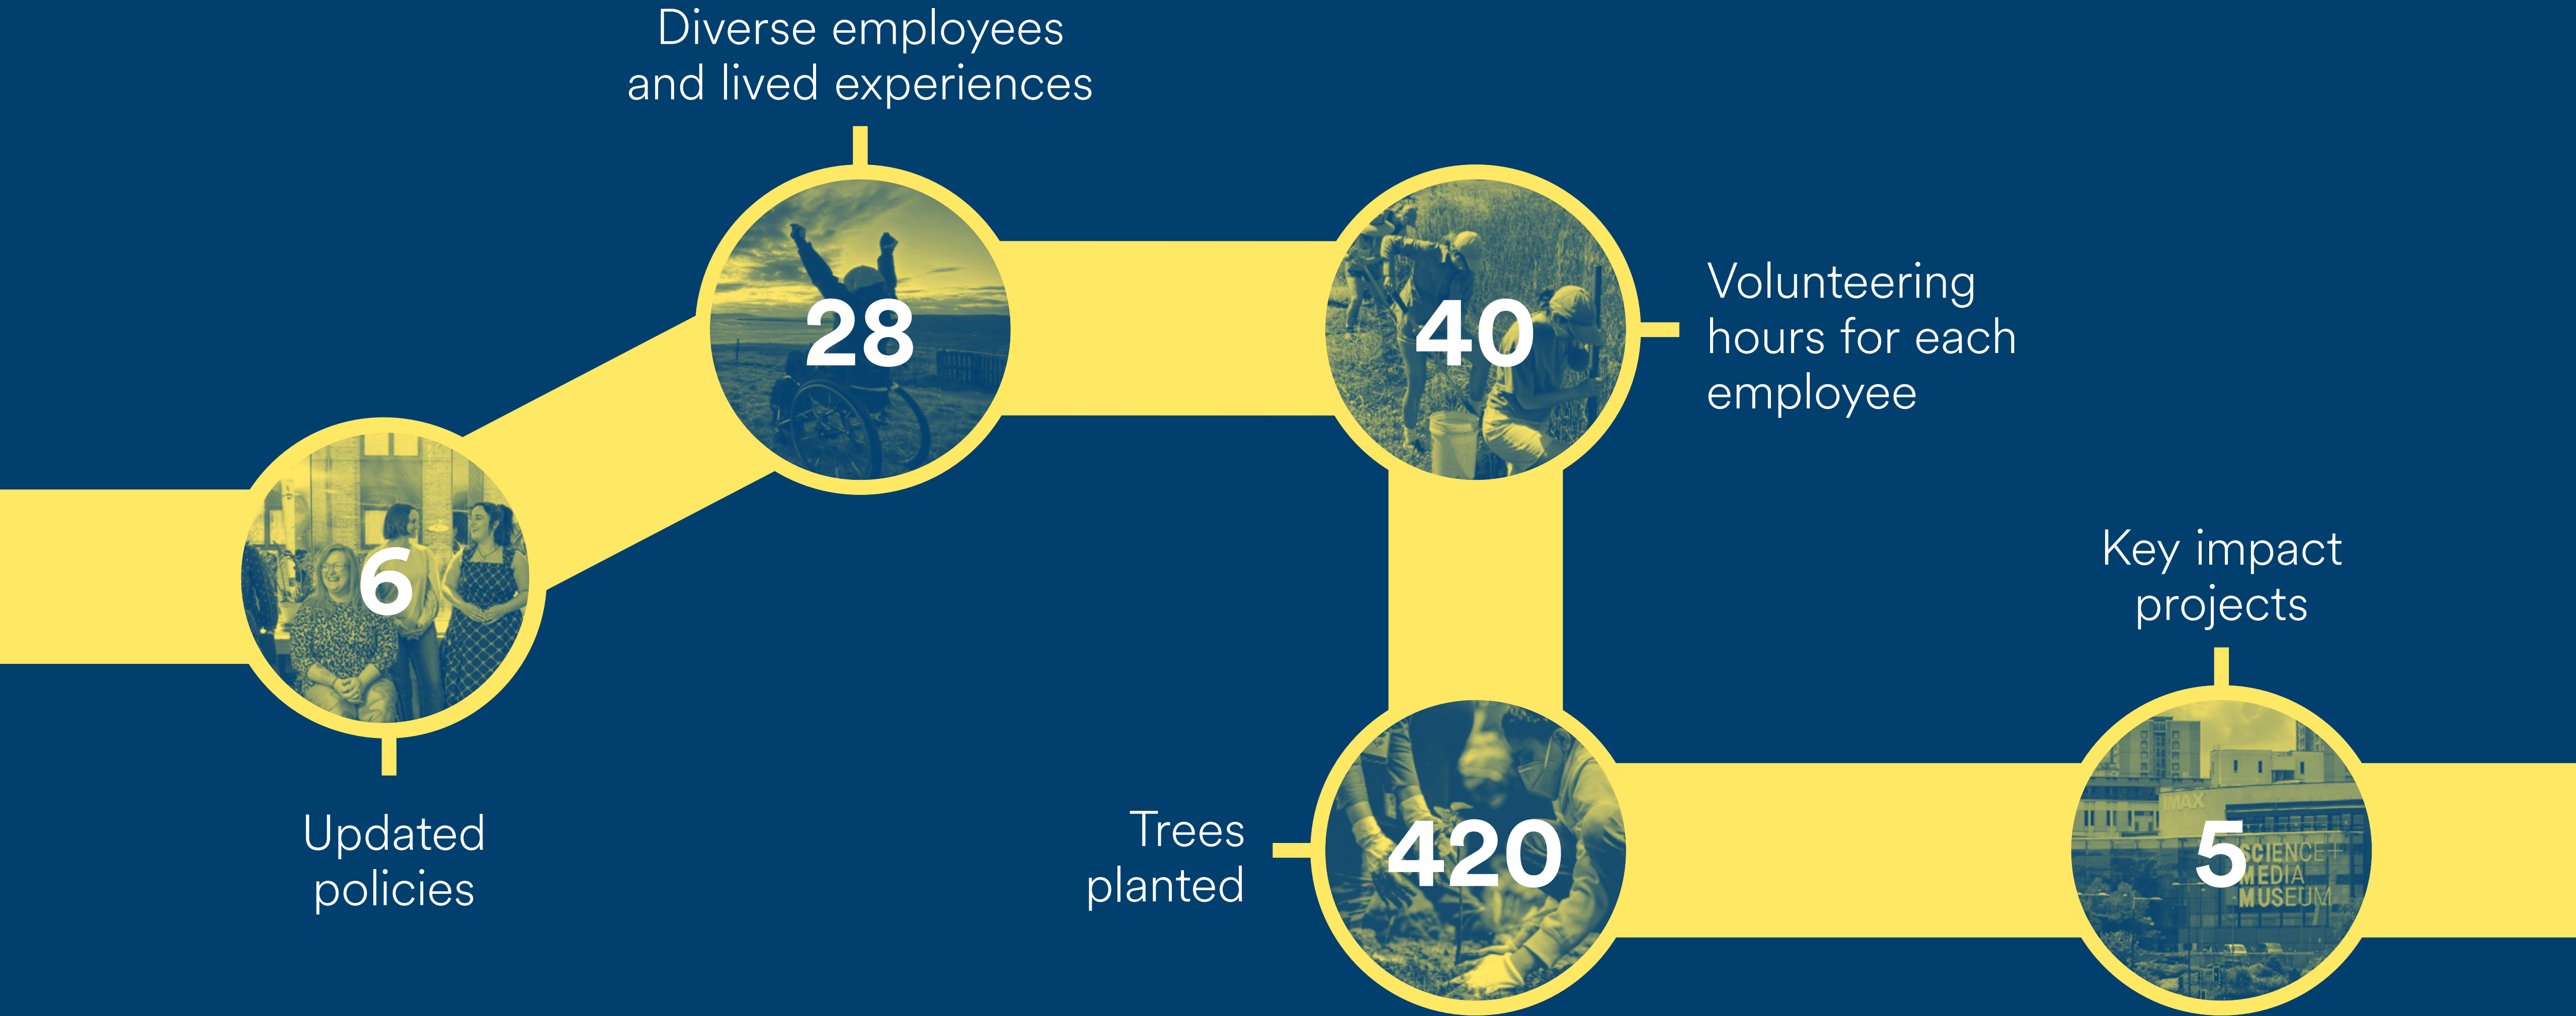 Diverse employees
and lived experiences
28
40
Volunteering
hours for each
employee
6
Updated
policies
Trees
planted
420
Key impact
projects
5
IMAX
SCIENCE+
MEDIA
MUSEUM